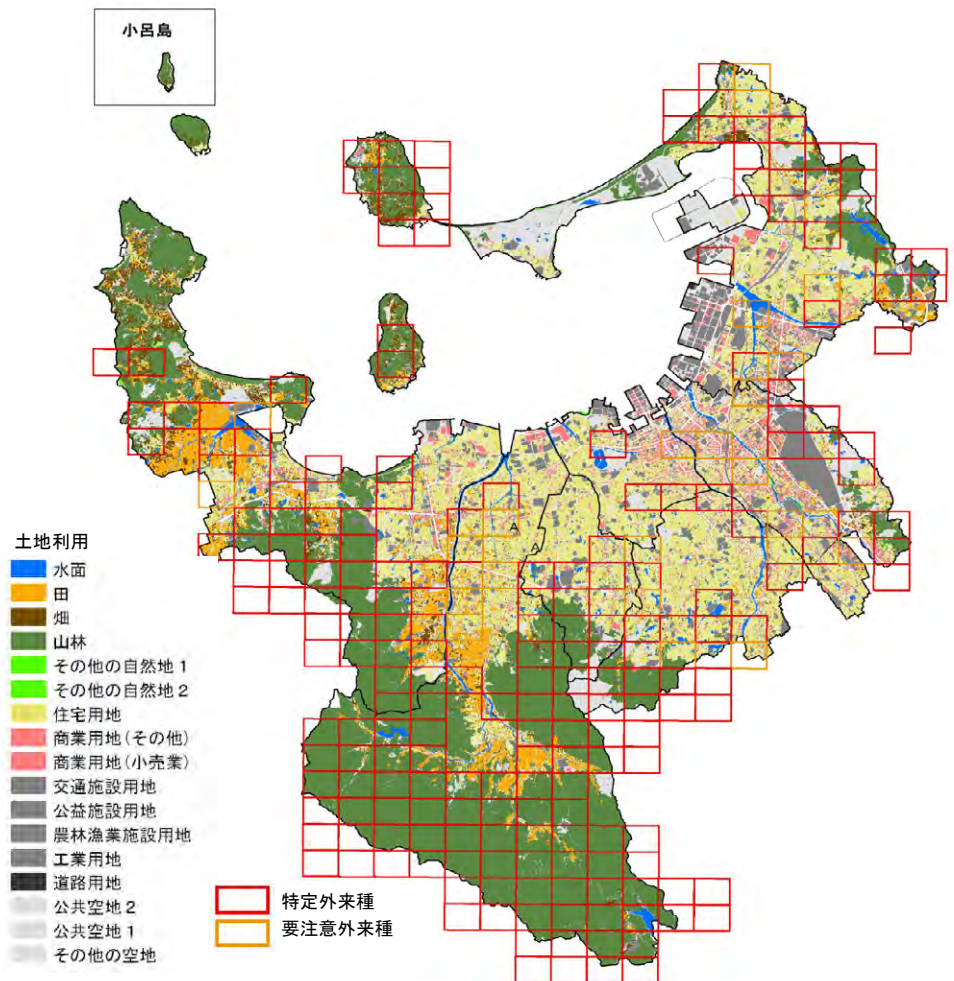 小呂島
A
A
土地利用
水面
田
畑
山林
その他の自然地1
その他の自然地2
住宅用地
商業用地(その他)
商業用地(小売業)
交通施設用地
公益施設用地
農林漁業施設用地
工業用地
道路用地
公共空地2
公共空地1
その他の空地
特定外来種
要注意外来種